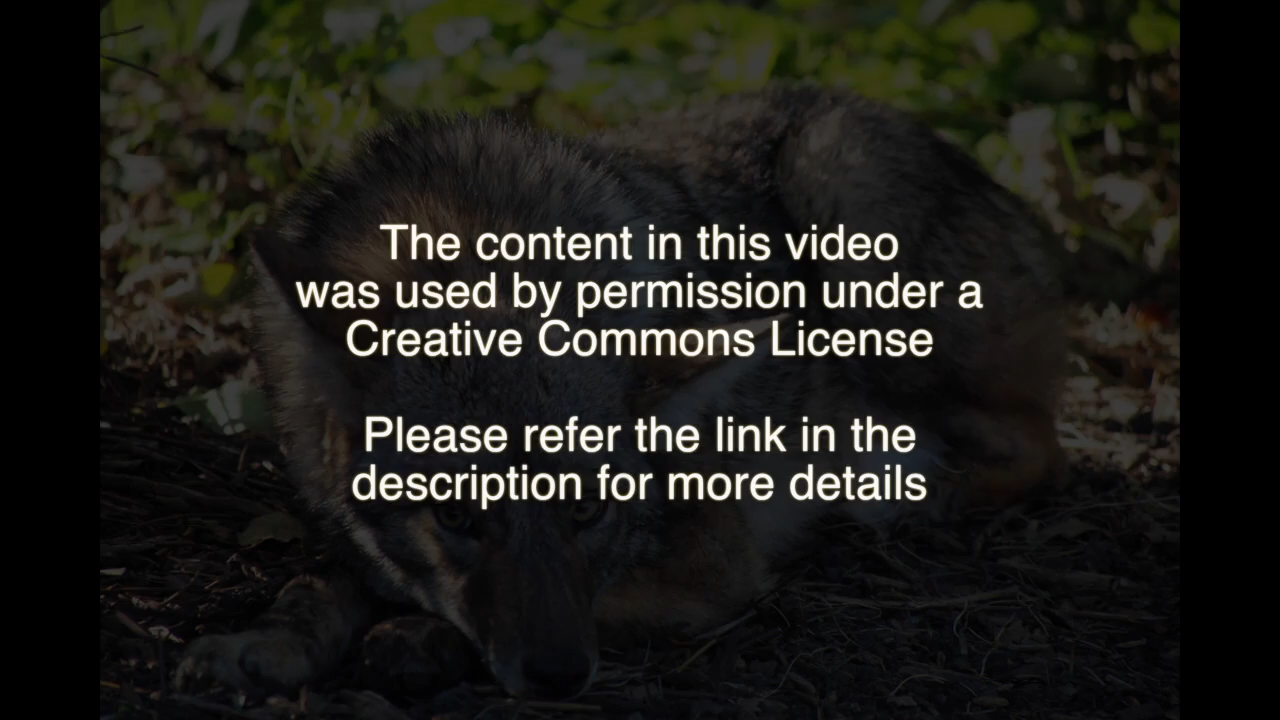 The content in this video
was used by permission under a
Creative Commons License
Please refer the link in the
description for more details